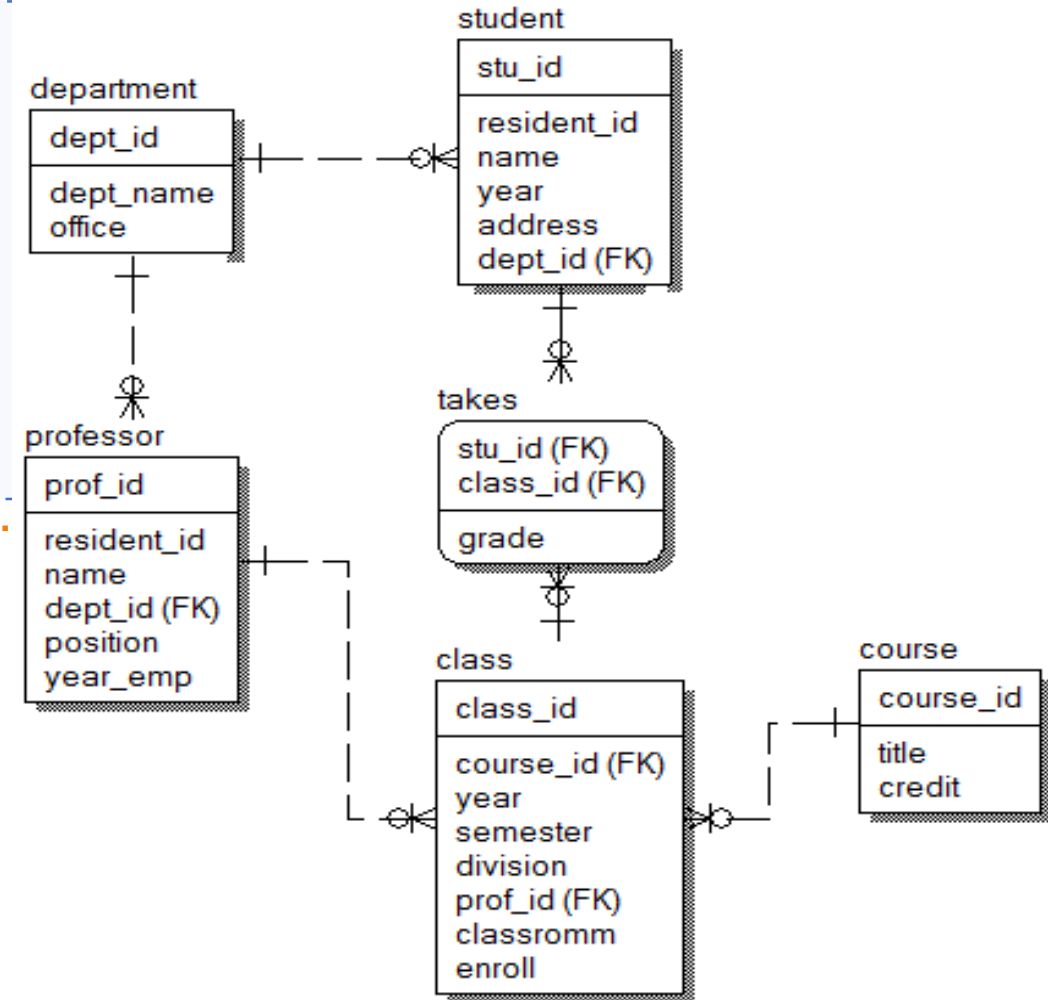 student
stu_id
resident_id
name
year
address
dept_id (FK)
department
dept_id
dept_name
office
takes
stu_id (FK)
class_id (FK)
grade
professor
prof_id
resident_id
name
dept_id (FK)
position
year_emp
class
class_id
course_id (FK)
year
semester
division
prof_id (FK)
classromm
enroll
course
course_id
title
credit